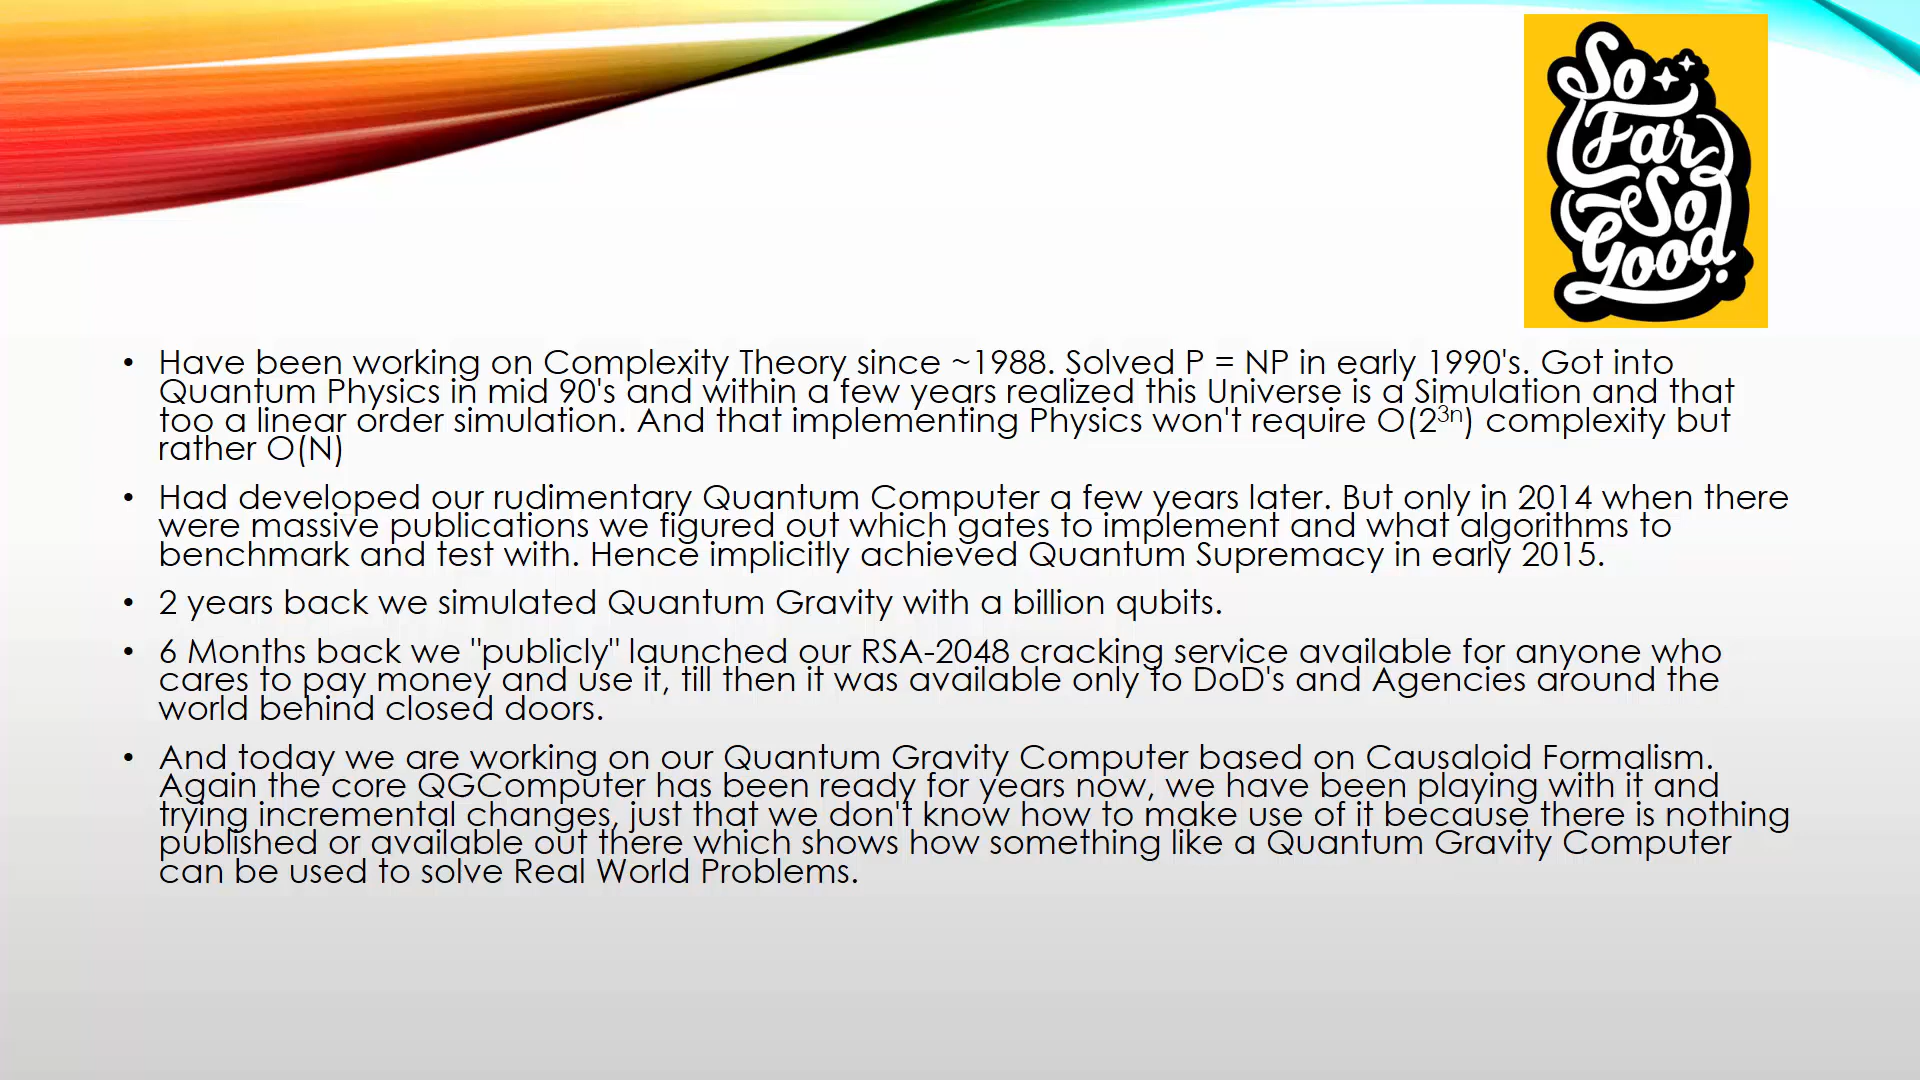 So
Far
So
Good
• Have been working on Complexity Theory since ~1988. Solved P = NP in early 1990's. Got into
Quantum Physics in mid 90's and within a few years realized this Universe is a Simulation and that
too a linear order simulation. And that implementing Physics won't require O(2³ⁿ) complexity but
rather O(N)
• Had developed our rudimentary Quantum Computer a few years later. But only in 2014 when there
were massive publications we figured out which gates to implement and what algorithms to
benchmark and test with. Hence implicitly achieved Quantum Supremacy in early 2015.
• 2 years back we simulated Quantum Gravity with a billion qubits.
• 6 Months back we "publicly" launched our RSA-2048 cracking service available for anyone who
cares to pay money and use it, till then it was available only to DoD's and Agencies around the
world behind closed doors.
• And today we are working on our Quantum Gravity Computer based on Causaloid Formalism.
Again the core QGComputer has been ready for years now, we have been playing with it and
trying incremental changes, just that we don't know how to make use of it because there is nothing
published or available out there which shows how something like a Quantum Gravity Computer
can be used to solve Real World Problems.